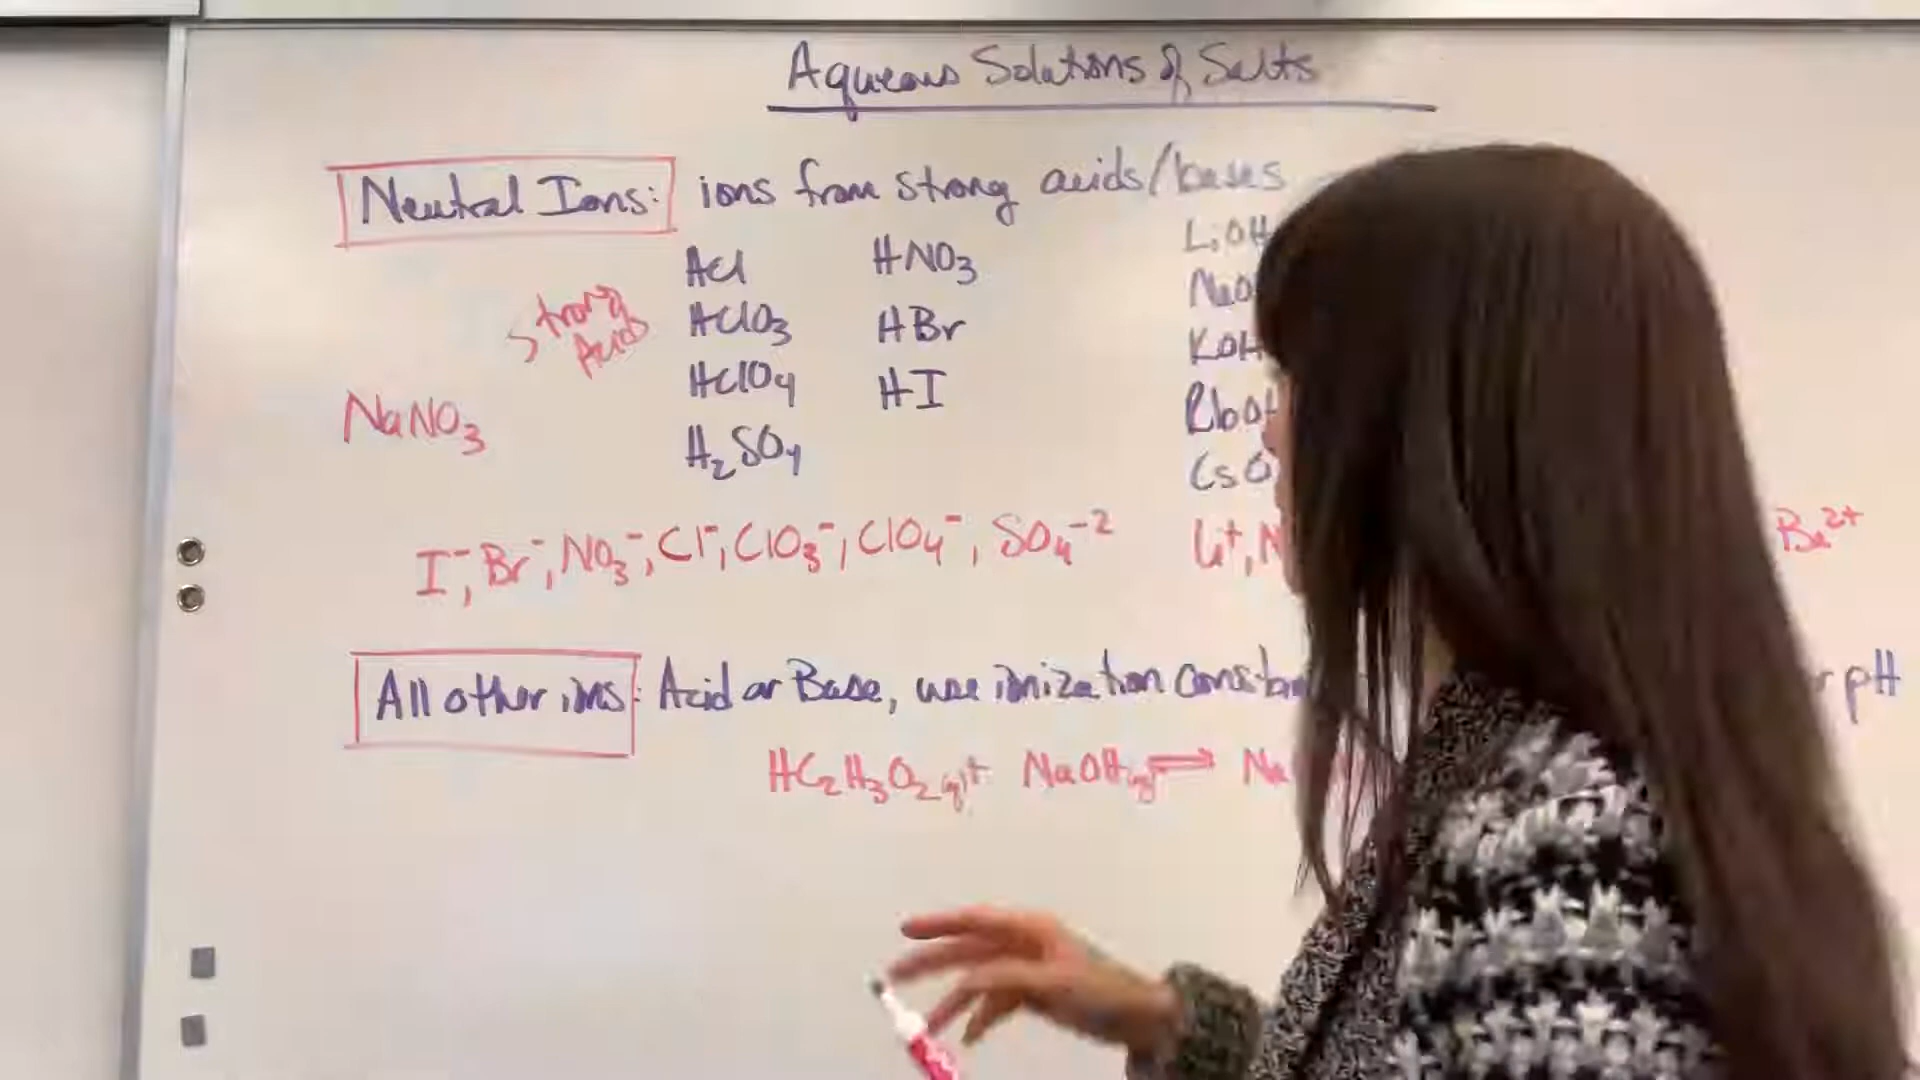 Aqueous Solutions of Salts
Neutral Ions: ions from strong acids/bases
HCl HNO3 LiOH
Strong Acids HClO3 HBr NaO
HClO4 HI KOH
NaNO3 RbOH
H2SO4 CsO
I-, Br-, NO3-, Cl-, ClO3-, ClO4-, SO4-2 Li+, N Ba2+
All other ions: Acid or Base, use ionization constan r pH
HC2H3O2(aq) + NaOH(aq) ⇌ Na